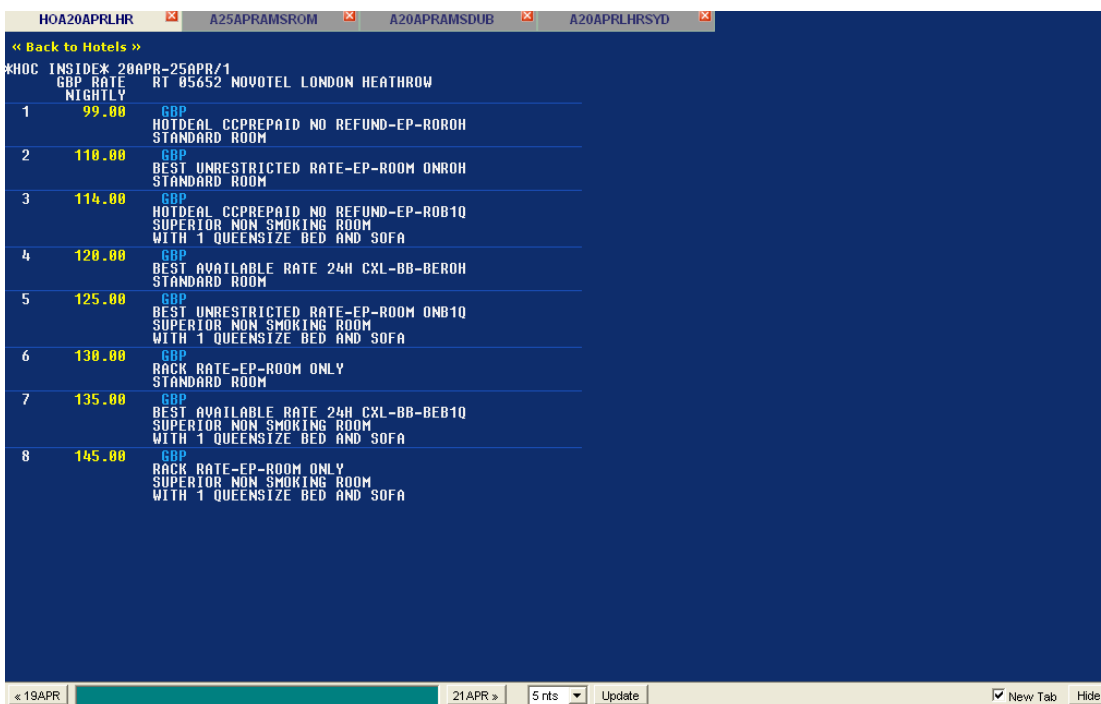 HOA20APRLHR A25APRAMSROM A20APRAMSDUB A20APRLHRSYD
« Back to Hotels »
*HOC INSIDE* 20APR-25APR/1
GBP RATE RT 05652 NOVOTEL LONDON HEATHROW
NIGHTLY
1 99.00 GBP
HOTDEAL CCPREPAID NO REFUND-EP-ROROH
STANDARD ROOM
2 110.00 GBP
BEST UNRESTRICTED RATE-EP-ROOM ONROH
STANDARD ROOM
3 114.00 GBP
HOTDEAL CCPREPAID NO REFUND-EP-ROB1Q
SUPERIOR NON SMOKING ROOM
WITH 1 QUEENSIZE BED AND SOFA
4 120.00 GBP
BEST AVAILABLE RATE 24H CXL-BB-BEROH
STANDARD ROOM
5 125.00 GBP
BEST UNRESTRICTED RATE-EP-ROOM ONB1Q
SUPERIOR NON SMOKING ROOM
WITH 1 QUEENSIZE BED AND SOFA
6 130.00 GBP
RACK RATE-EP-ROOM ONLY
STANDARD ROOM
7 135.00 GBP
BEST AVAILABLE RATE 24H CXL-BB-BEB1Q
SUPERIOR NON SMOKING ROOM
WITH 1 QUEENSIZE BED AND SOFA
8 145.00 GBP
RACK RATE-EP-ROOM ONLY
SUPERIOR NON SMOKING ROOM
WITH 1 QUEENSIZE BED AND SOFA
« 19APR 21APR » 5 nts Update New Tab Hide